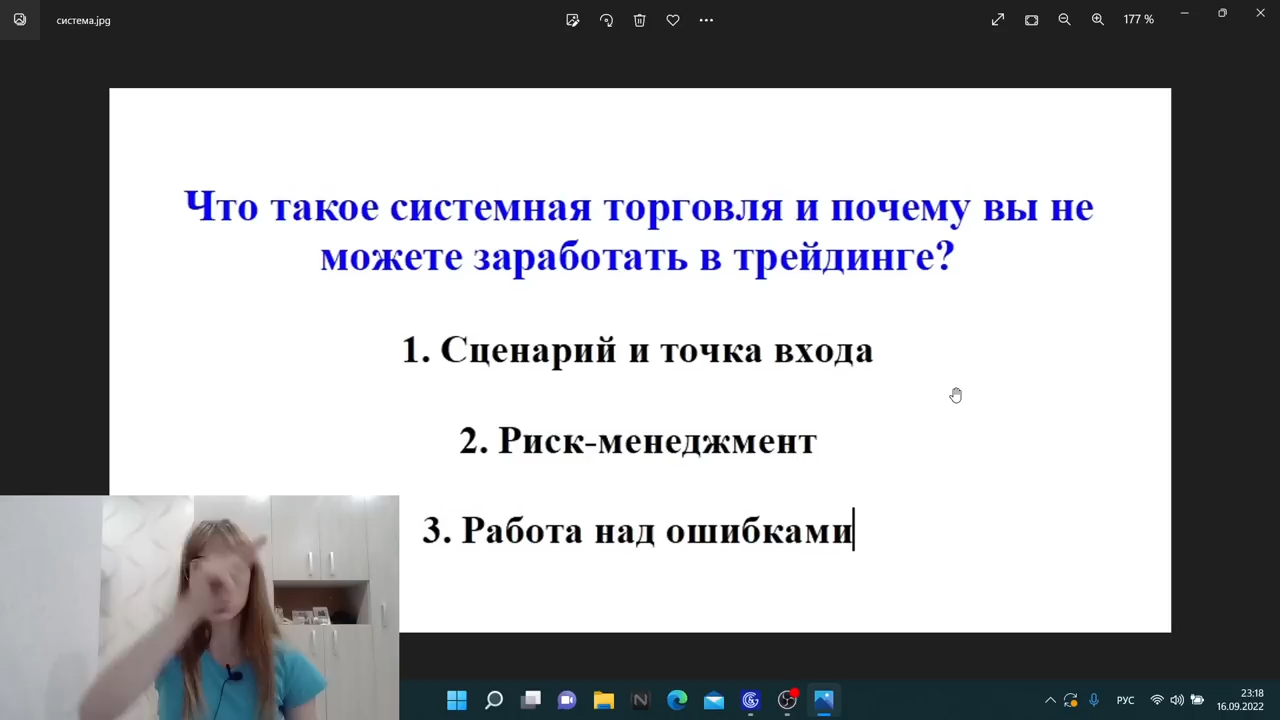 система.jpg
177 %
Что такое системная торговля и почему вы не
можете заработать в трейдинге?
1. Сценарий и точка входа
2. Риск-менеджмент
3. Работа над ошибками
РУС
23:18
16.09.2022